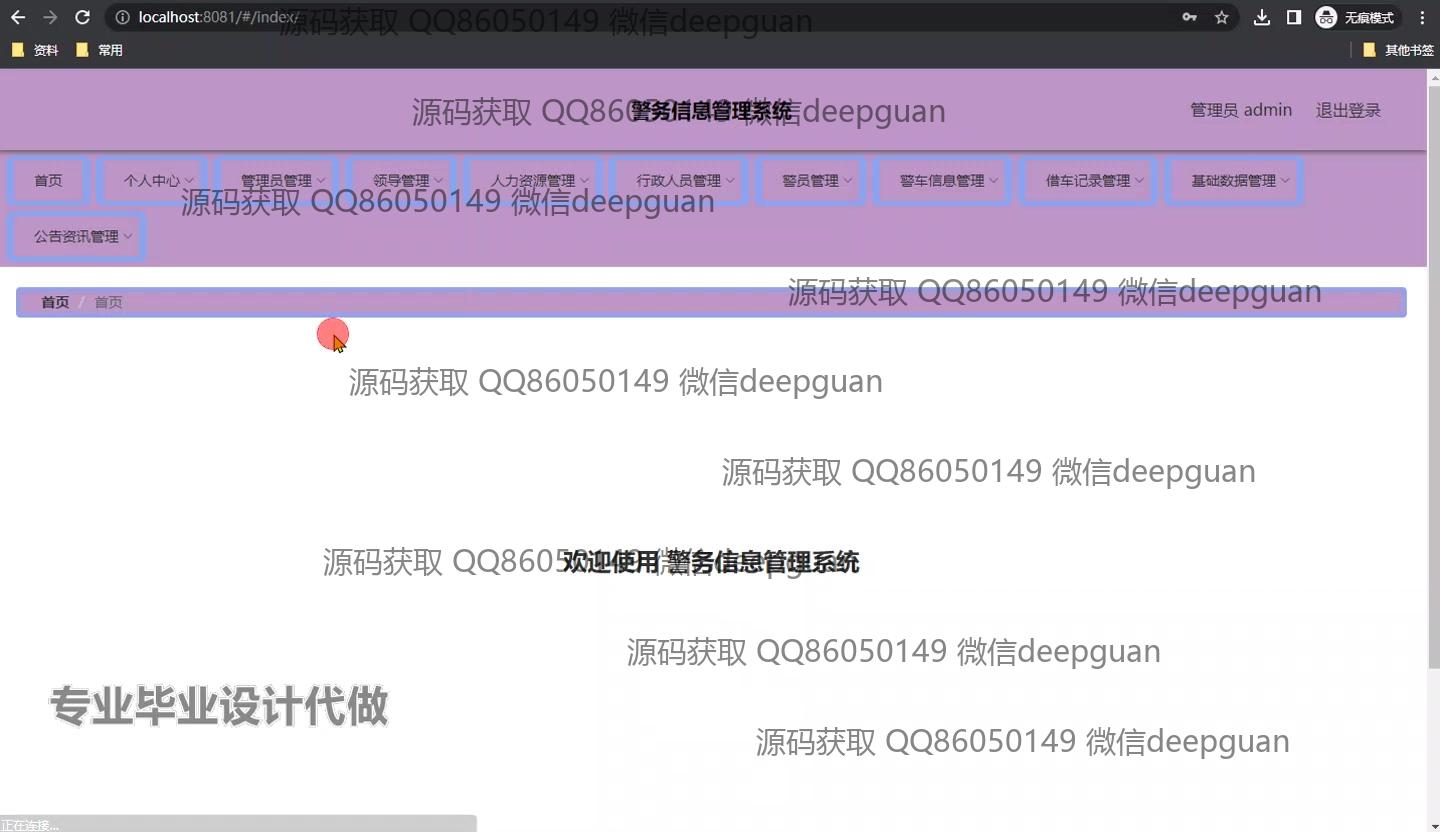 localhost:8081/#/index/
无痕模式
资料
常用
其他书签
源码获取 QQ86050149 微信deepguan
源码获取 QQ86050149 微信deepguan
警务信息管理系统
管理员 admin
退出登录
首页
个人中心
管理员管理
领导管理
人力资源管理
行政人员管理
警员管理
警车信息管理
借车记录管理
基础数据管理
源码获取 QQ86050149 微信deepguan
公告资讯管理
首页 / 首页
源码获取 QQ86050149 微信deepguan
源码获取 QQ86050149 微信deepguan
源码获取 QQ86050149 微信deepguan
源码获取 QQ86050149 微信deepguan
欢迎使用 警务信息管理系统
源码获取 QQ86050149 微信deepguan
专业毕业设计代做
源码获取 QQ86050149 微信deepguan
正在连接...